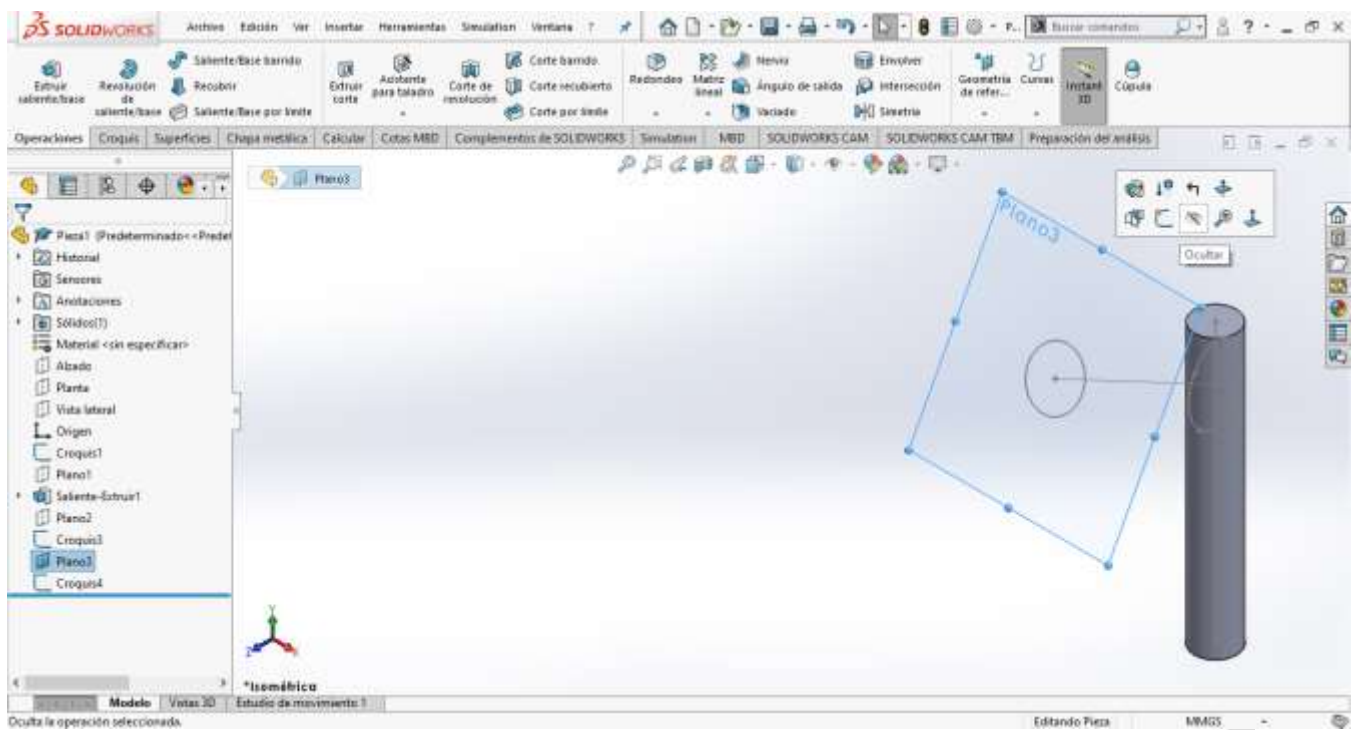 SOLIDWORKS Archivo Edición Ver Insertar Herramientas Simulation Ventana ? P... Buscar comandos ?
Extruir saliente/base
Revolución de saliente/base
Saliente/Base barrido
Recubrir
Saliente/Base por límite
Extruir corte
Asistente para taladro
Corte de revolución
Corte barrido
Corte recubierto
Corte por límite
Redondeo
Matriz lineal
Nervio
Ángulo de salida
Vaciado
Envolver
Intersección
Simetría
Geometría de refer...
Curvas
Instant 3D
Cúpula
Operaciones Croquis Superficies Chapa metálica Calcular Cotas MBD Complementos de SOLIDWORKS Simulation MBD SOLIDWORKS CAM SOLIDWORKS CAM TBM Preparación del análisis
Plano3
Pieza1 (Predeterminado<<Predet
Historial
Sensores
Anotaciones
Sólidos(1)
Material <sin especificar>
Alzado
Planta
Vista lateral
Origen
Croquis1
Plano1
Saliente-Extruir1
Plano2
Croquis3
Plano3
Croquis4
Plano3
Ocultar
Y
Z
*Isométrica
Modelo Vistas 3D Estudio de movimiento 1
Oculta la operación seleccionada. Editando Pieza MMGS